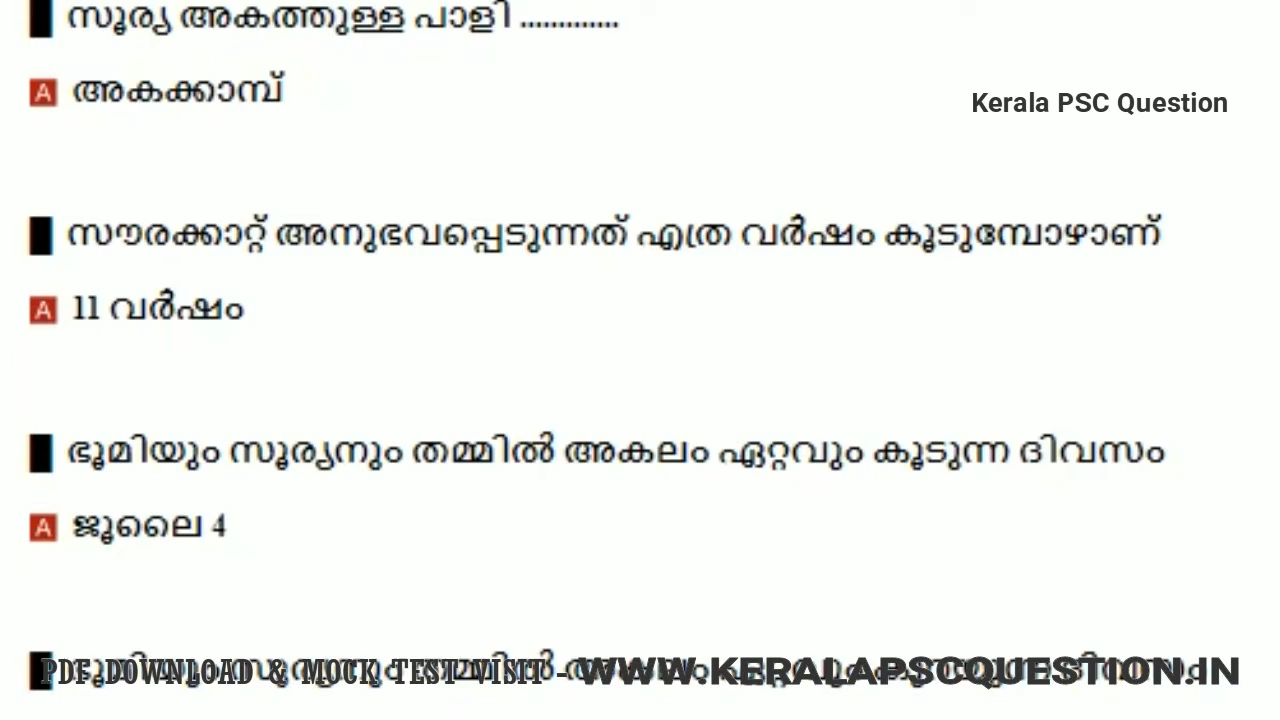 സൂര്യ അകത്തുള്ള പാളി .............
A അകക്കാമ്പ്
Kerala PSC Question
സൗരക്കാറ്റ് അനുഭവപ്പെടുന്നത് എത്ര വർഷം കൂടുമ്പോഴാണ്
A 11 വർഷം
ഭൂമിയും സൂര്യനും തമ്മിൽ അകലം ഏറ്റവും കൂടുന്ന ദിവസം
A ജൂലൈ 4
PDF DOWNLOAD & MOCK TEST VISIT - WWW.KERALAPSCQUESTION.IN